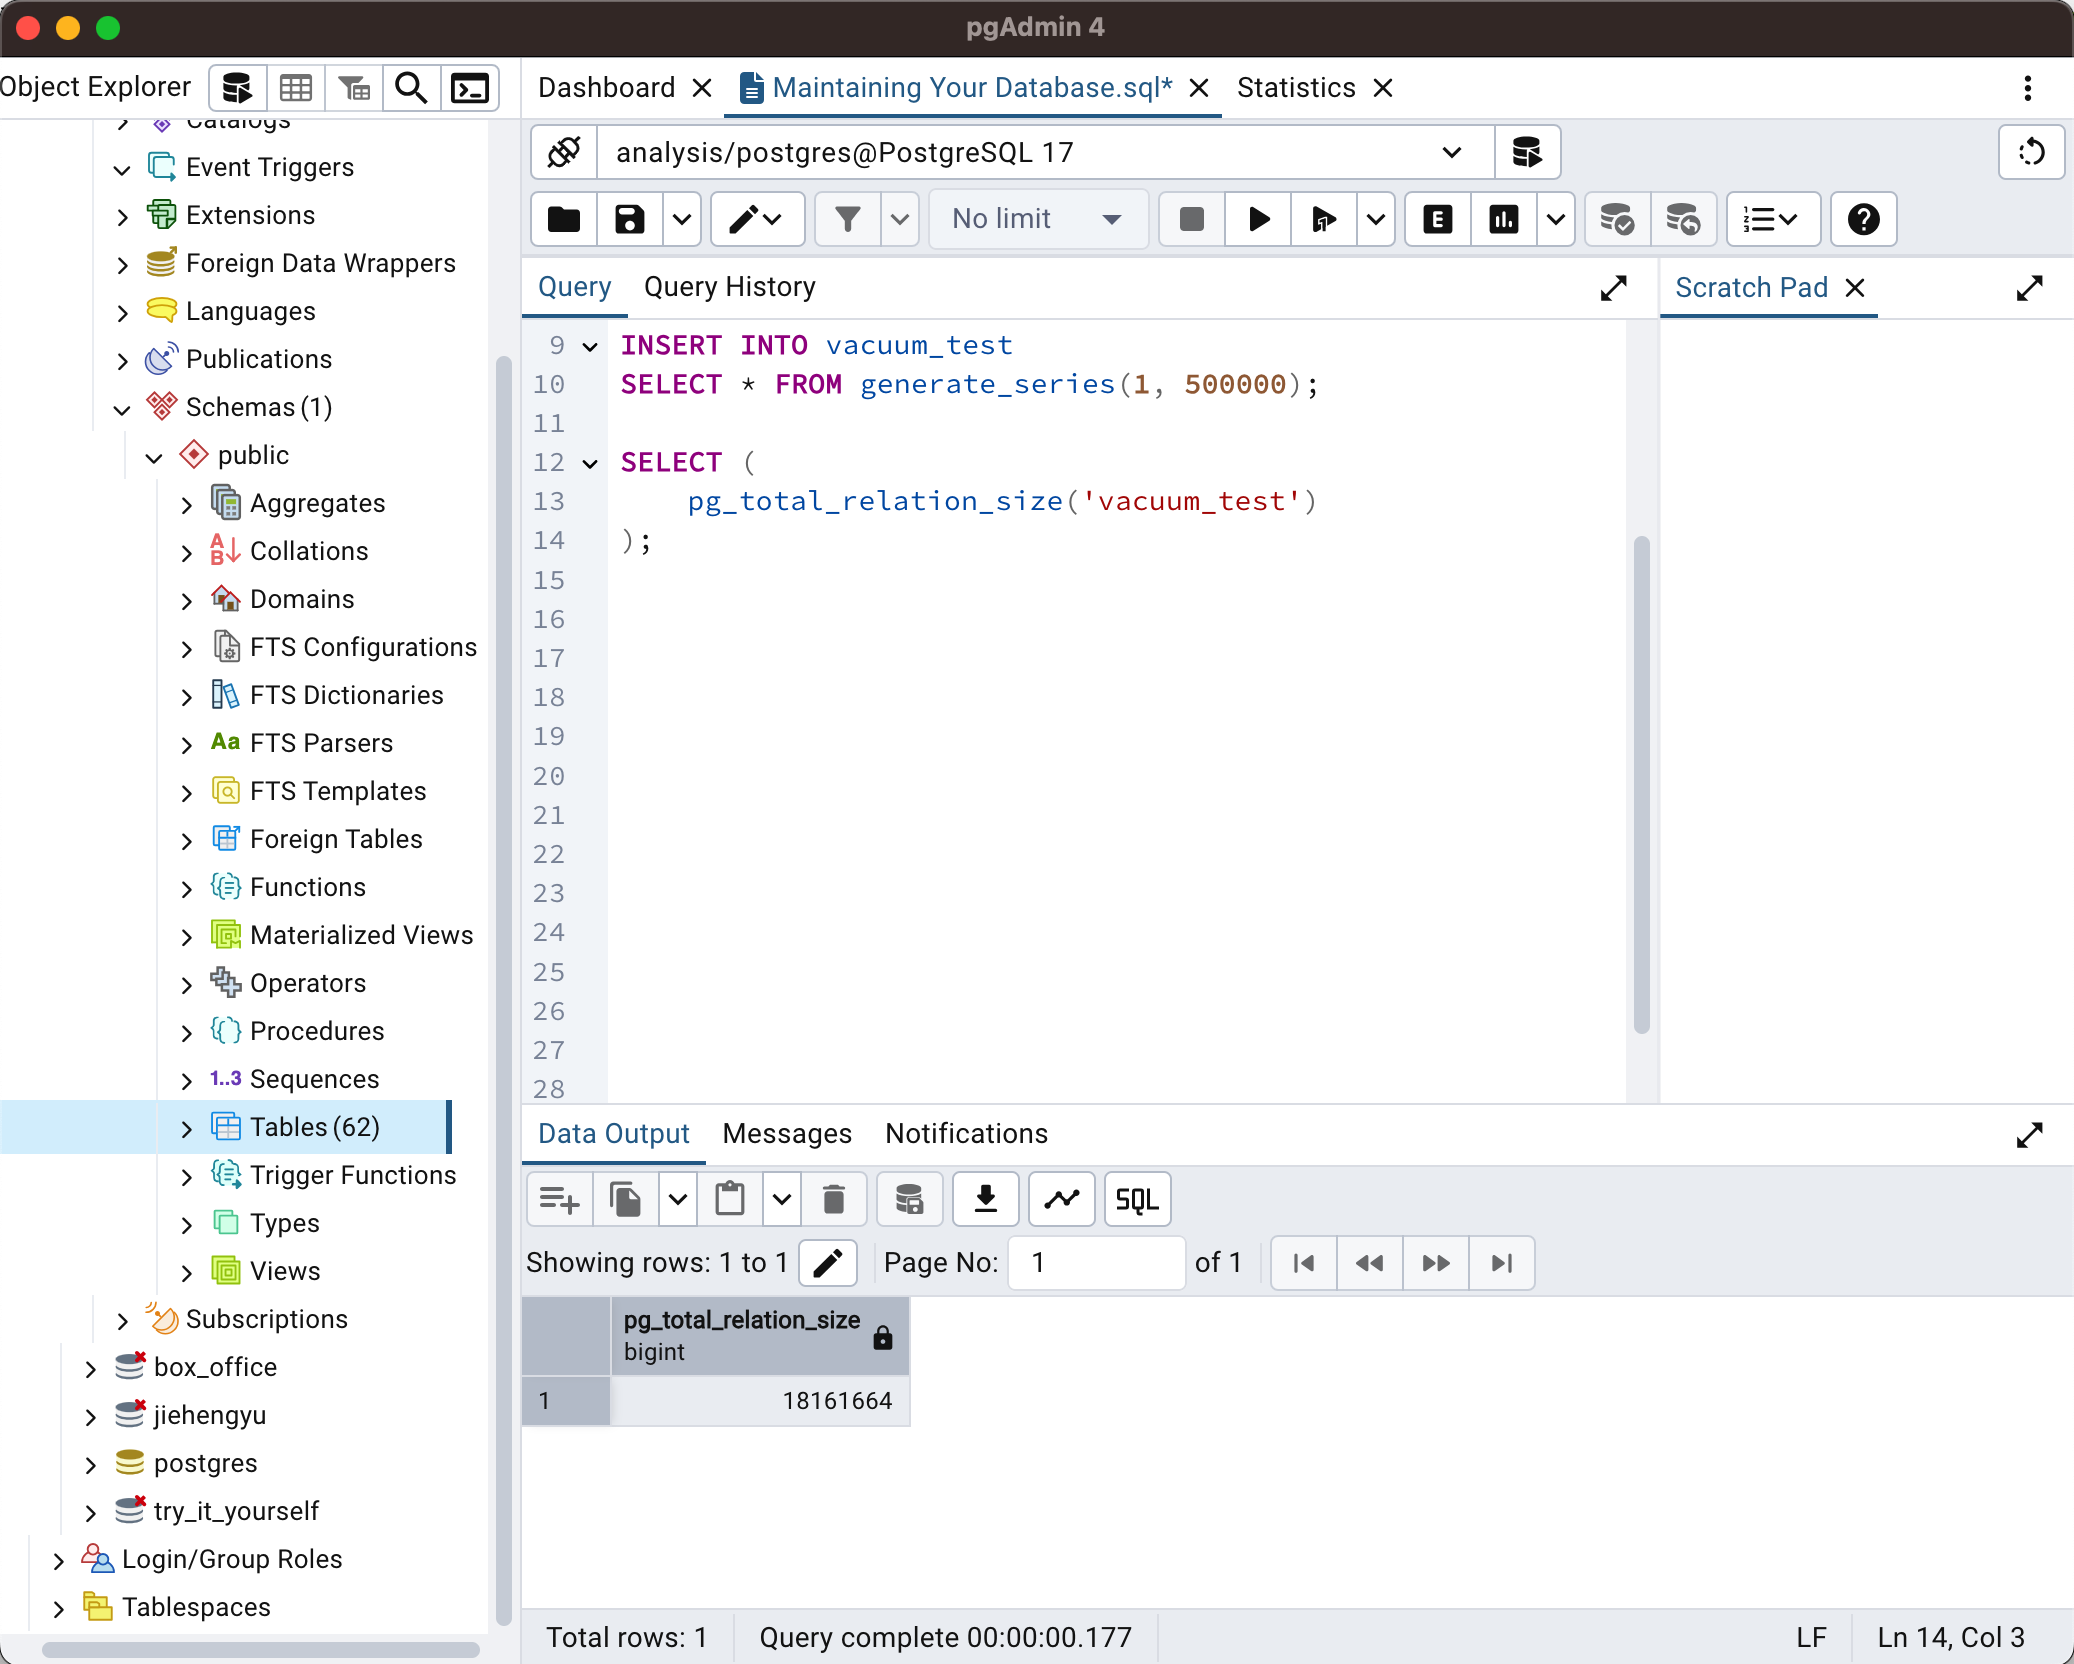 pgAdmin 4
Object Explorer
Dashboard
Maintaining Your Database.sql*
Statistics
Catalogs
Event Triggers
Extensions
Foreign Data Wrappers
Languages
Publications
Schemas (1)
public
Aggregates
Collations
Domains
FTS Configurations
FTS Dictionaries
Aa FTS Parsers
FTS Templates
Foreign Tables
Functions
Materialized Views
Operators
Procedures
1..3 Sequences
Tables (62)
Trigger Functions
Types
Views
Subscriptions
box_office
jiehengyu
postgres
try_it_yourself
Login/Group Roles
Tablespaces
analysis/postgres@PostgreSQL 17
No limit
E
Query
Query History
Scratch Pad
9 INSERT INTO vacuum_test
10 SELECT * FROM generate_series(1, 500000);
11
12 SELECT (
13     pg_total_relation_size('vacuum_test')
14 );
15
16
17
18
19
20
21
22
23
24
25
26
27
28
Data Output
Messages
Notifications
SQL
Showing rows: 1 to 1
Page No: 1 of 1
pg_total_relation_size
bigint
1 18161664
Total rows: 1
Query complete 00:00:00.177
LF
Ln 14, Col 3